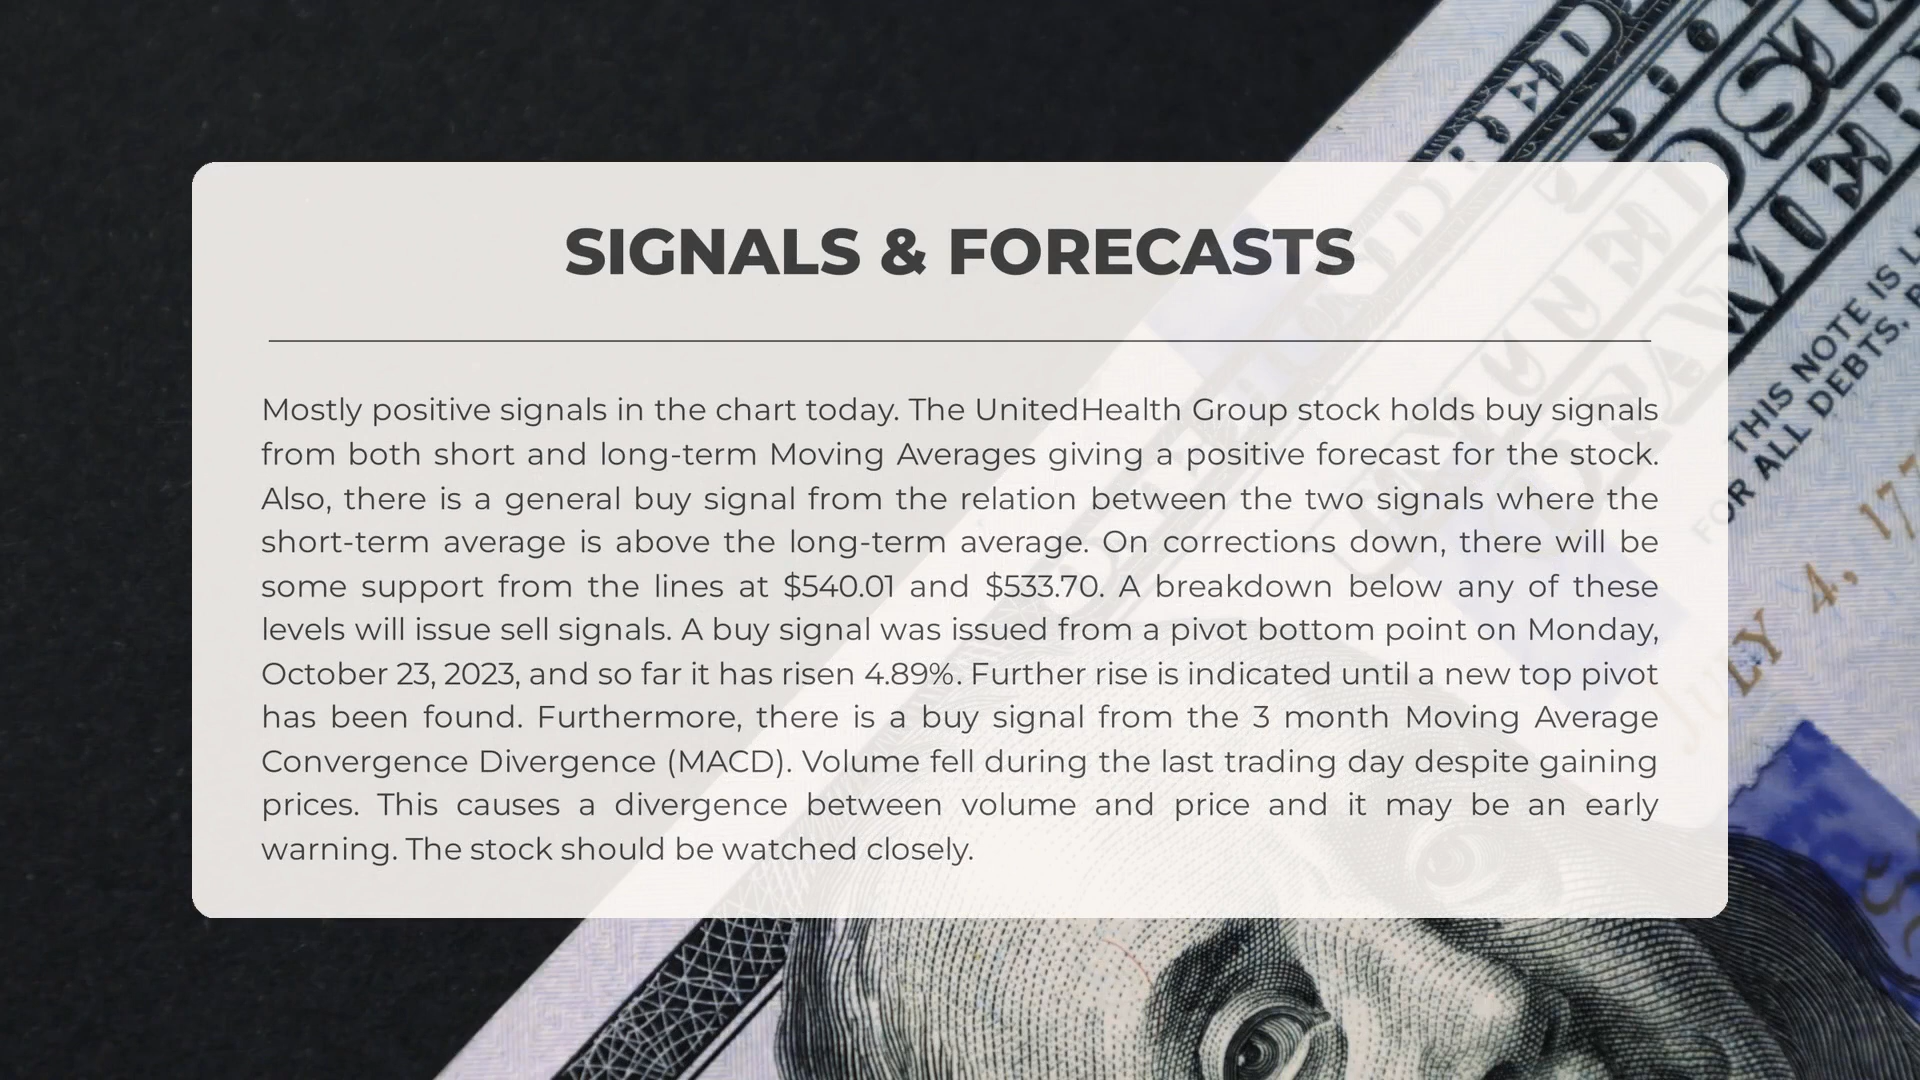 SIGNALS & FORECASTS
Mostly positive signals in the chart today. The UnitedHealth Group stock holds buy signals
from both short and long-term Moving Averages giving a positive forecast for the stock.
Also, there is a general buy signal from the relation between the two signals where the
short-term average is above the long-term average. On corrections down, there will be
some support from the lines at $540.01 and $533.70. A breakdown below any of these
levels will issue sell signals. A buy signal was issued from a pivot bottom point on Monday,
October 23, 2023, and so far it has risen 4.89%. Further rise is indicated until a new top pivot
has been found. Furthermore, there is a buy signal from the 3 month Moving Average
Convergence Divergence (MACD). Volume fell during the last trading day despite gaining
prices. This causes a divergence between volume and price and it may be an early
warning. The stock should be watched closely.
THIS NOTE IS
FOR ALL DEBTS,
JULY 4, 177